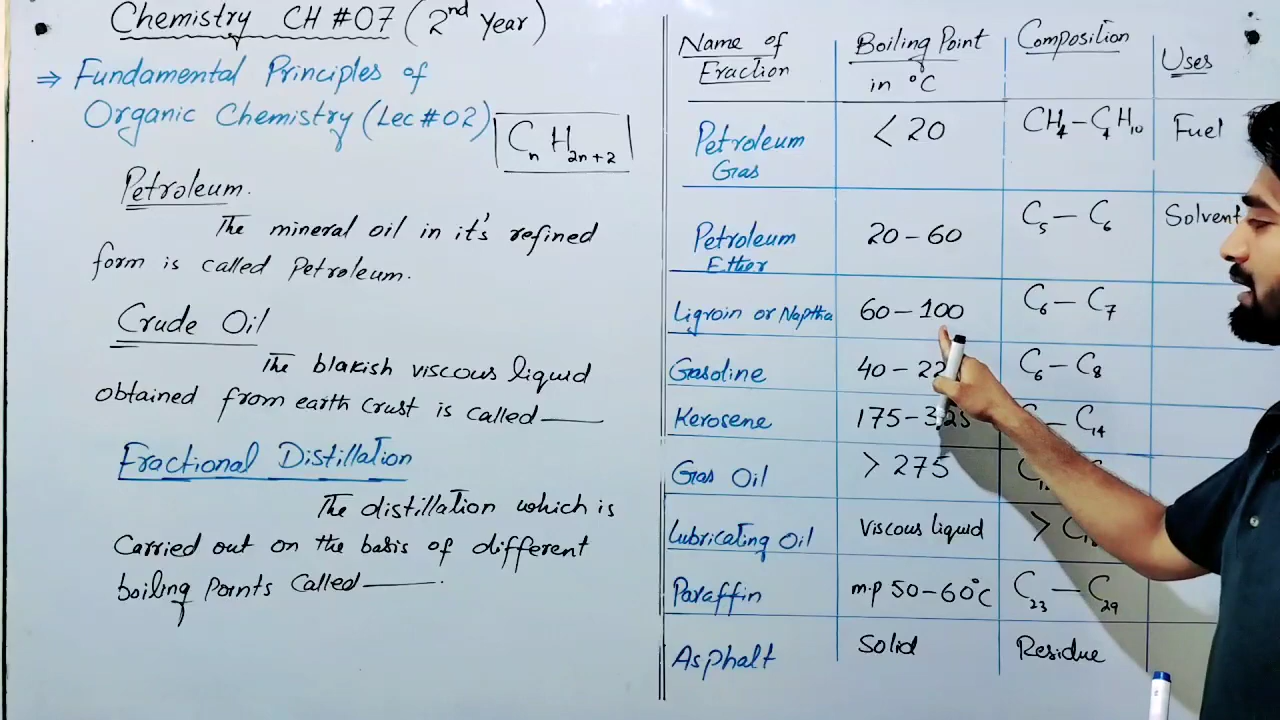 Chemistry CH #07 (2nd Year)
⇒ Fundamental Principles of
Organic Chemistry (Lec#02)
CnH2n+2
Petroleum.
The mineral oil in it's refined
form is called Petroleum.
Crude Oil
The blakish viscous liquid
obtained from earth crust is called——
Fractional Distillation
The distillation which is
Carried out on the basis of different
boiling Points Called——.
Name of Fraction Boiling Point in °C Composition Uses
Petroleum Gas < 20 CH4 – C4H10 Fuel
Petroleum Ether 20 – 60 C5 – C6 Solvent
Ligroin or Naptha 60 – 100 C6 – C7
Gasoline 40 – C6 – C8
Kerosene 175 – 325 – C14
Gas Oil > 275
Lubricating Oil Viscous liquid >
Paraffin m.p 50 – 60°C C23 – C29
Asphalt Solid Residue